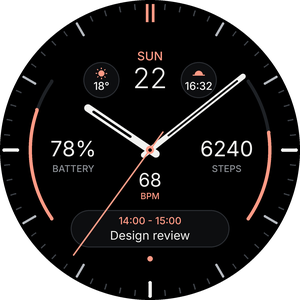 SUN
22
18°
16:32
78%
BATTERY
6240
STEPS
68
BPM
14:00 - 15:00
Design review